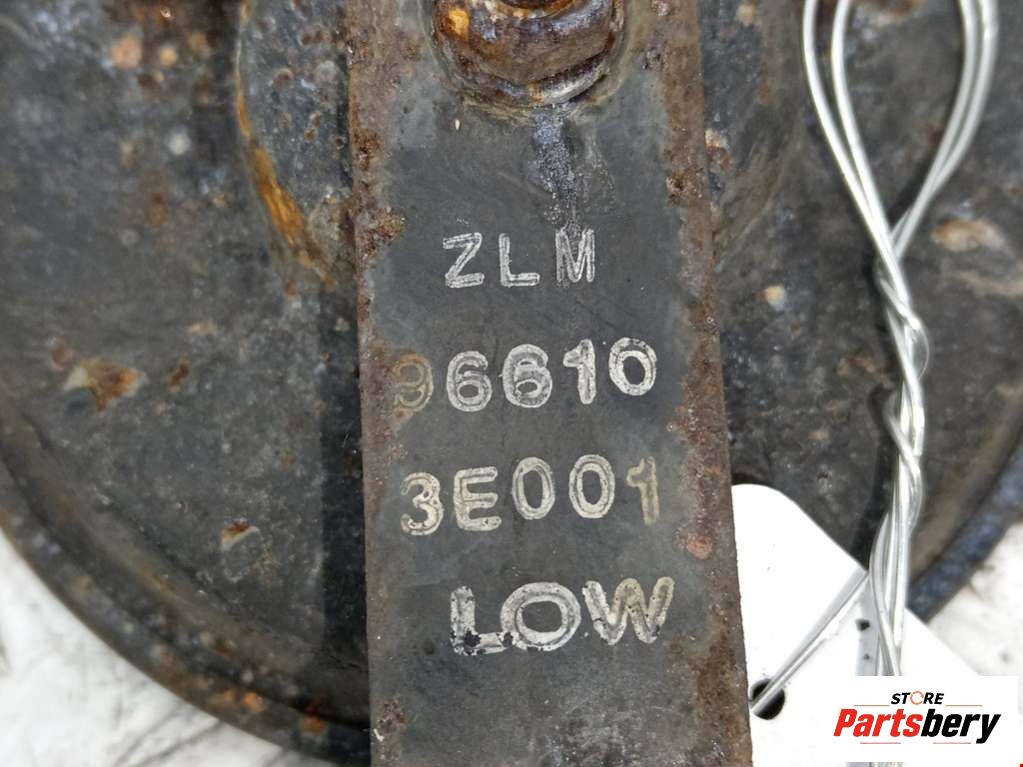 ZLM
96610
3E001
LOW
STORE
Partsbery